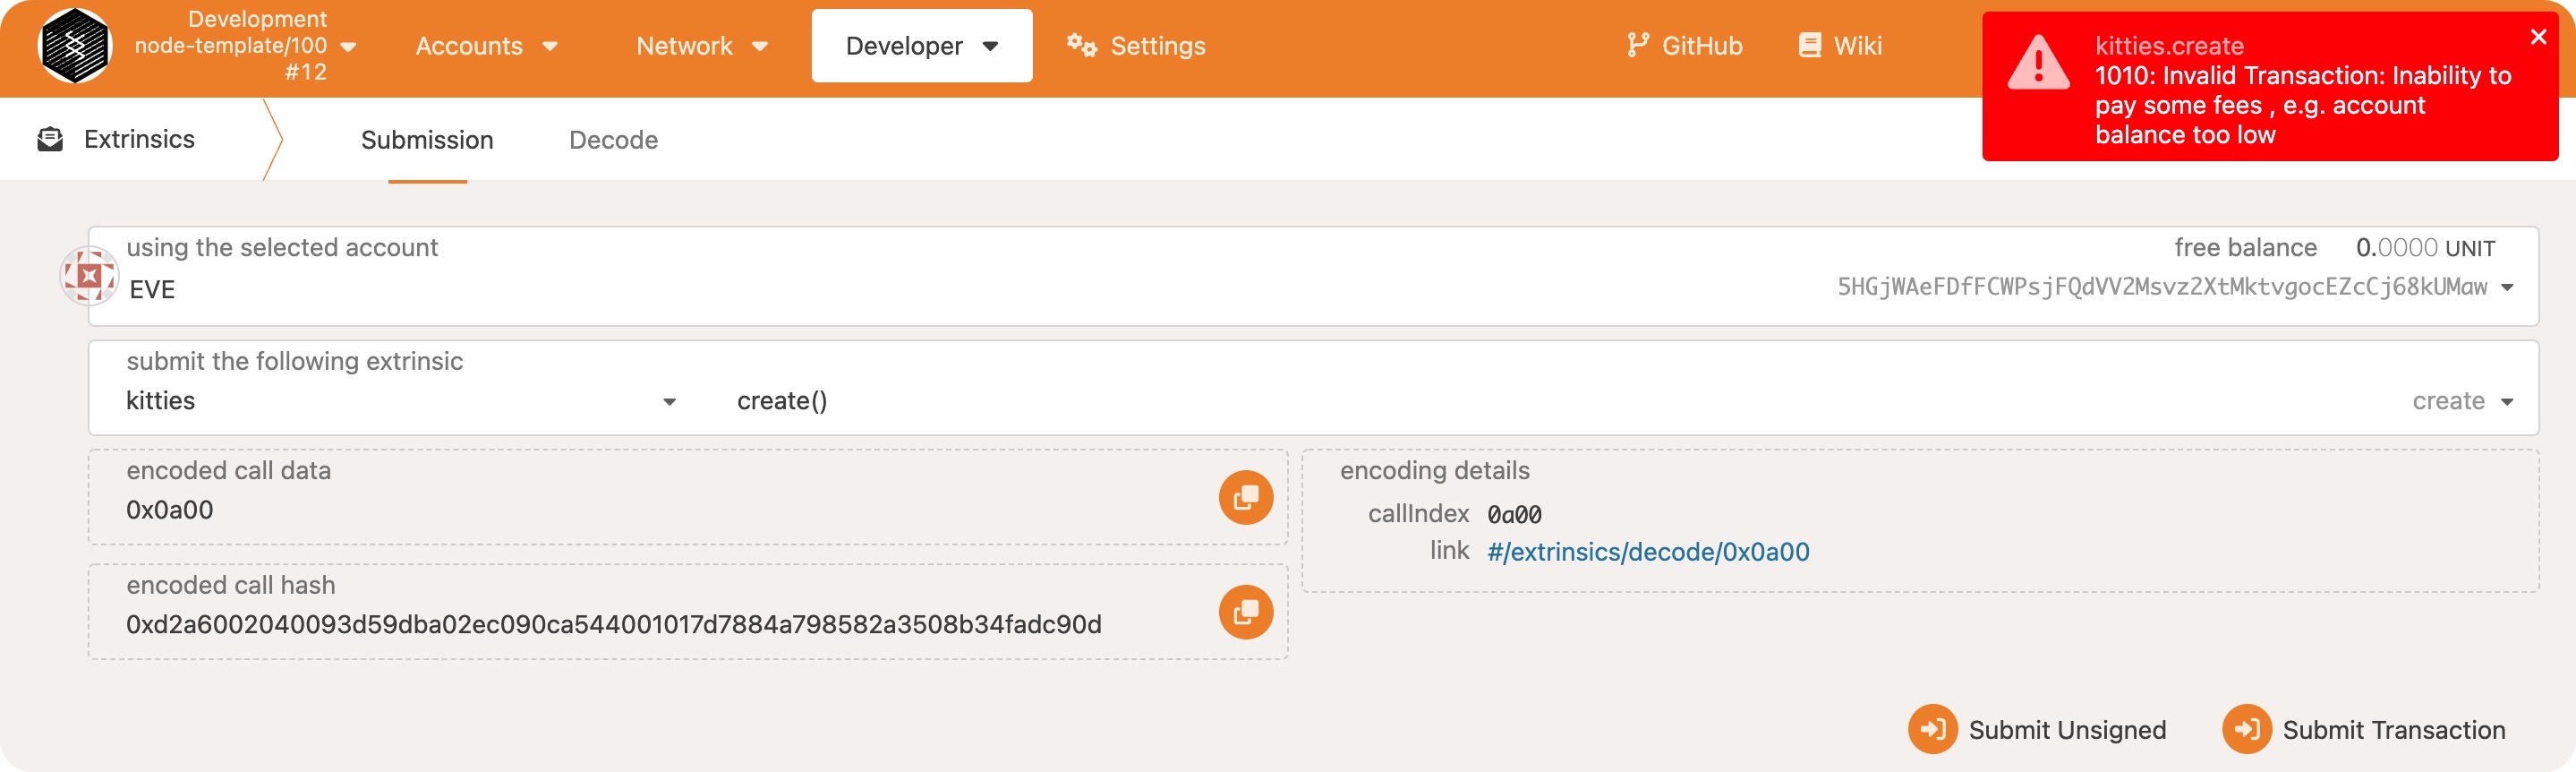 Development
node-template/100
#12
Accounts
Network
Developer
Settings
GitHub
Wiki
kitties.create
1010: Invalid Transaction: Inability to
pay some fees , e.g. account
balance too low
Extrinsics
Submission
Decode
using the selected account
EVE
free balance 0.0000 UNIT
5HGjWAeFDfFCWPsjFQdVV2Msvz2XtMktvgocEZcCj68kUMaw
submit the following extrinsic
kitties
create()
create
encoded call data
0x0a00
encoding details
callIndex 0a00
link #/extrinsics/decode/0x0a00
encoded call hash
0xd2a6002040093d59dba02ec090ca544001017d7884a798582a3508b34fadc90d
Submit Unsigned
Submit Transaction